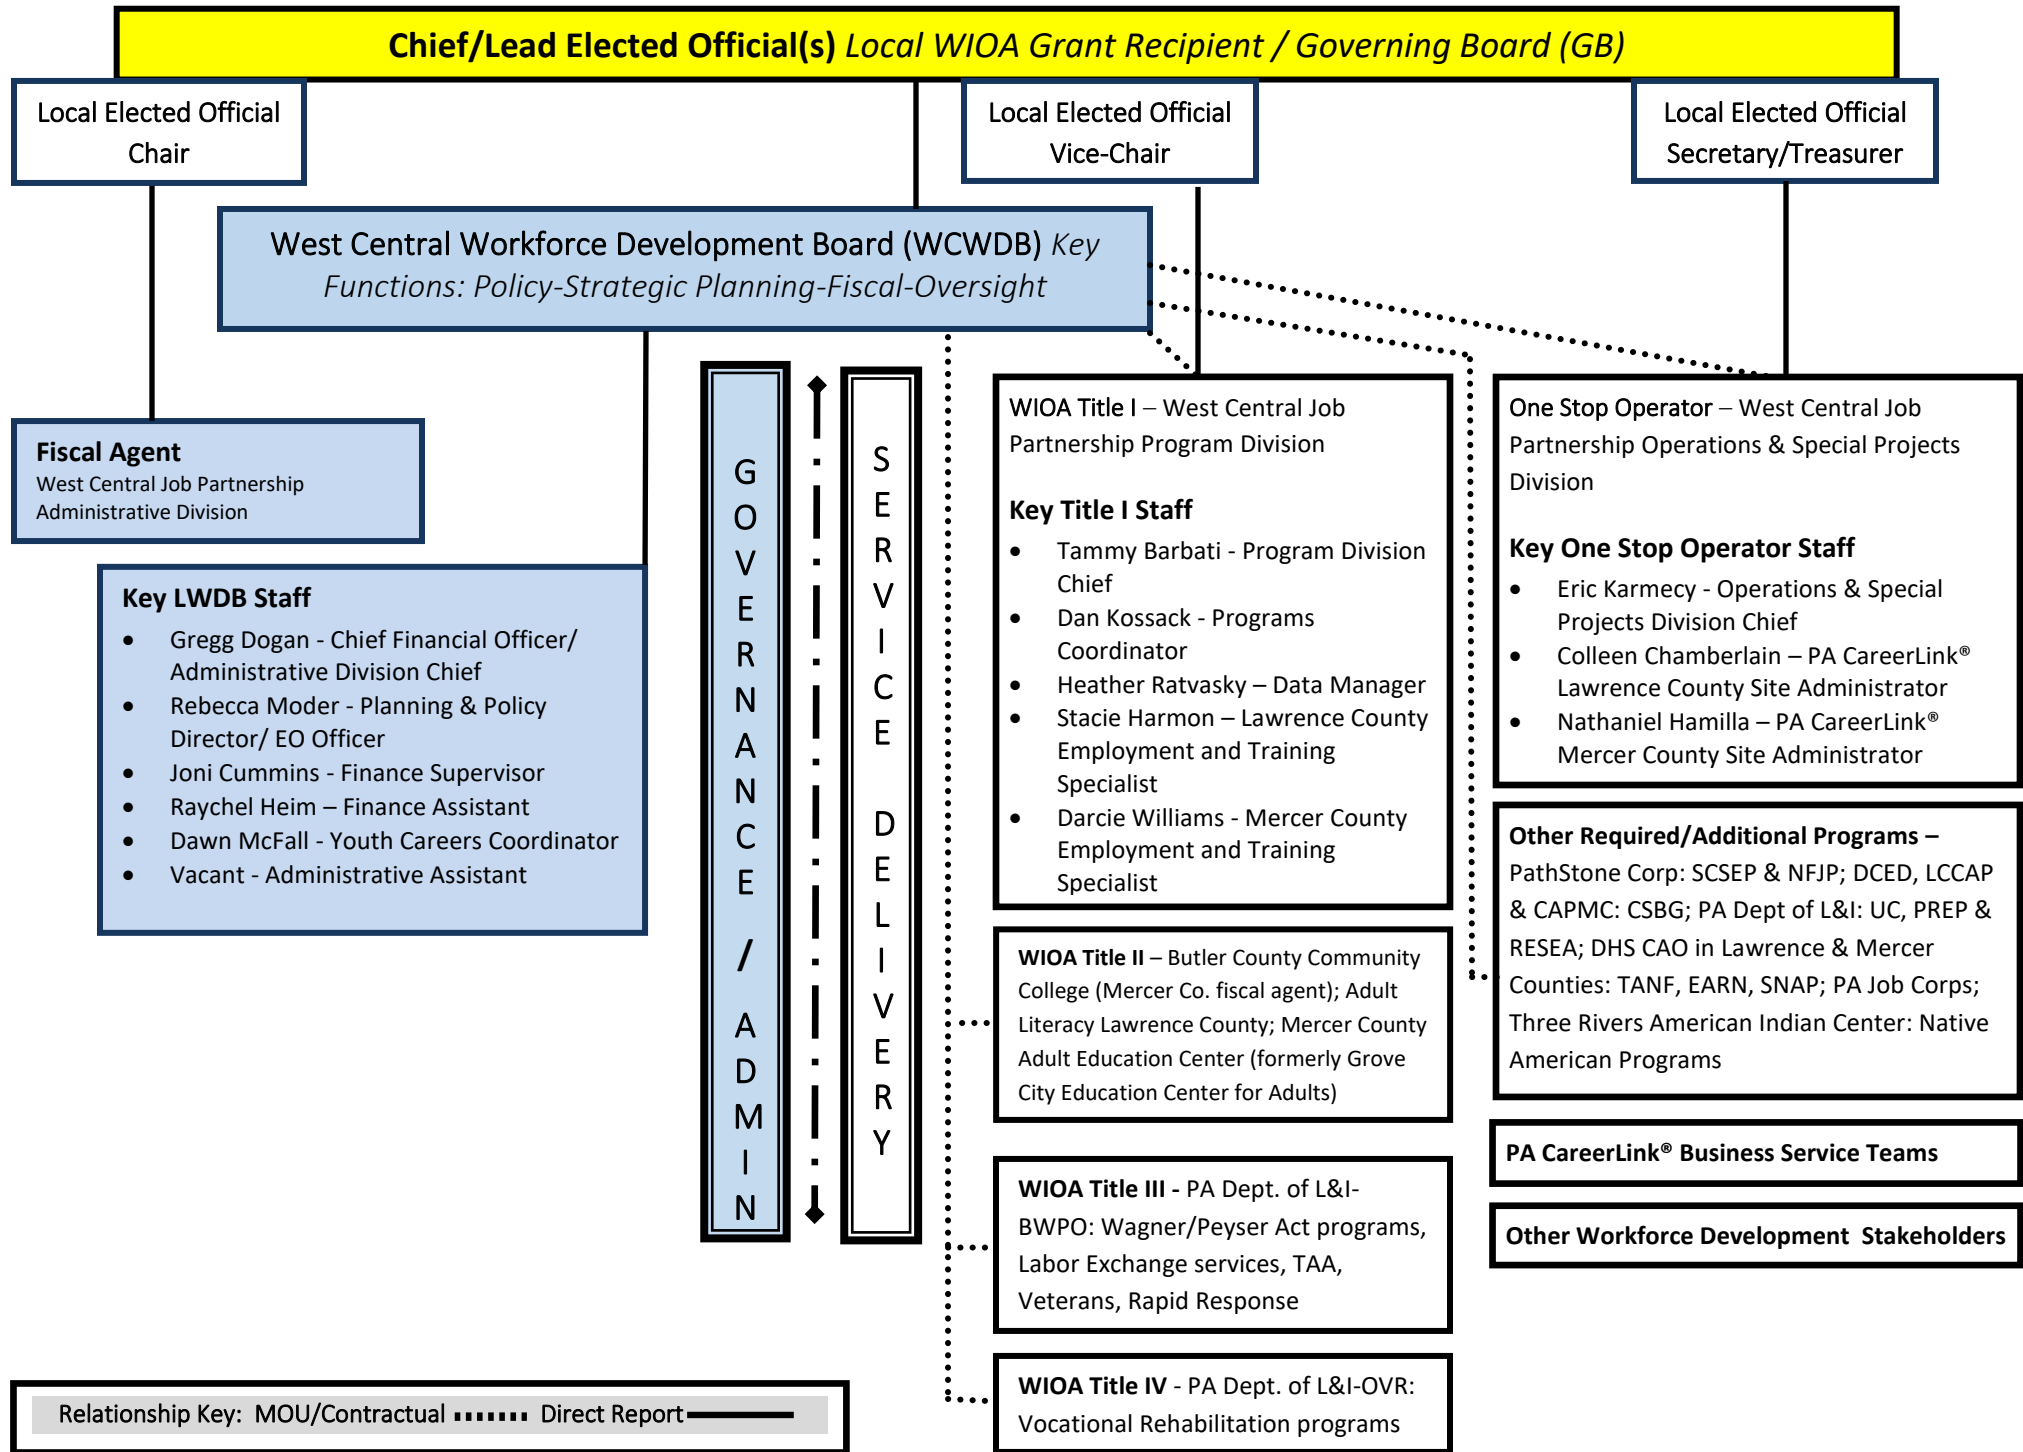 Chief/Lead Elected Official(s) Local WIOA Grant Recipient / Governing Board (GB)
Local Elected Official
Chair
Local Elected Official
Vice-Chair
Local Elected Official
Secretary/Treasurer
West Central Workforce Development Board (WCWDB) Key
Functions: Policy-Strategic Planning-Fiscal-Oversight
Fiscal Agent
West Central Job Partnership
Administrative Division
Key LWDB Staff
• Gregg Dogan - Chief Financial Officer/
Administrative Division Chief
• Rebecca Moder - Planning & Policy
Director/ EO Officer
• Joni Cummins - Finance Supervisor
• Raychel Heim – Finance Assistant
• Dawn McFall - Youth Careers Coordinator
• Vacant - Administrative Assistant
GOVERNANCE / ADMIN
SERVICE DELIVERY
WIOA Title I – West Central Job
Partnership Program Division
Key Title I Staff
• Tammy Barbati - Program Division
Chief
• Dan Kossack - Programs
Coordinator
• Heather Ratvasky – Data Manager
• Stacie Harmon – Lawrence County
Employment and Training
Specialist
• Darcie Williams - Mercer County
Employment and Training
Specialist
WIOA Title II – Butler County Community
College (Mercer Co. fiscal agent); Adult
Literacy Lawrence County; Mercer County
Adult Education Center (formerly Grove
City Education Center for Adults)
WIOA Title III - PA Dept. of L&I-
BWPO: Wagner/Peyser Act programs,
Labor Exchange services, TAA,
Veterans, Rapid Response
WIOA Title IV - PA Dept. of L&I-OVR:
Vocational Rehabilitation programs
One Stop Operator – West Central Job
Partnership Operations & Special Projects
Division
Key One Stop Operator Staff
• Eric Karmecy - Operations & Special
Projects Division Chief
• Colleen Chamberlain – PA CareerLink®
Lawrence County Site Administrator
• Nathaniel Hamilla – PA CareerLink®
Mercer County Site Administrator
Other Required/Additional Programs –
PathStone Corp: SCSEP & NFJP; DCED, LCCAP
& CAPMC: CSBG; PA Dept of L&I: UC, PREP &
RESEA; DHS CAO in Lawrence & Mercer
Counties: TANF, EARN, SNAP; PA Job Corps;
Three Rivers American Indian Center: Native
American Programs
PA CareerLink® Business Service Teams
Other Workforce Development Stakeholders
Relationship Key: MOU/Contractual Direct Report